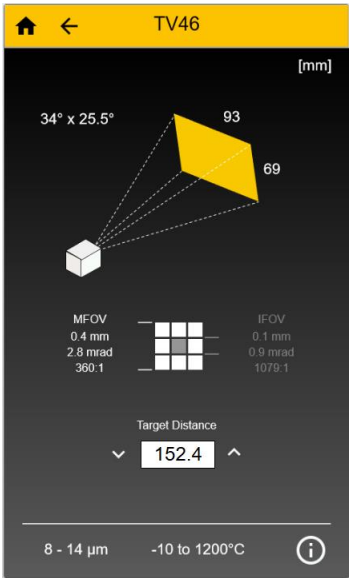 TV46
[mm]
34° x 25.5°
93
69
MFOV
0.4 mm
2.8 mrad
360:1
IFOV
0.1 mm
0.9 mrad
1079:1
Target Distance
152.4
8 - 14 µm
-10 to 1200°C